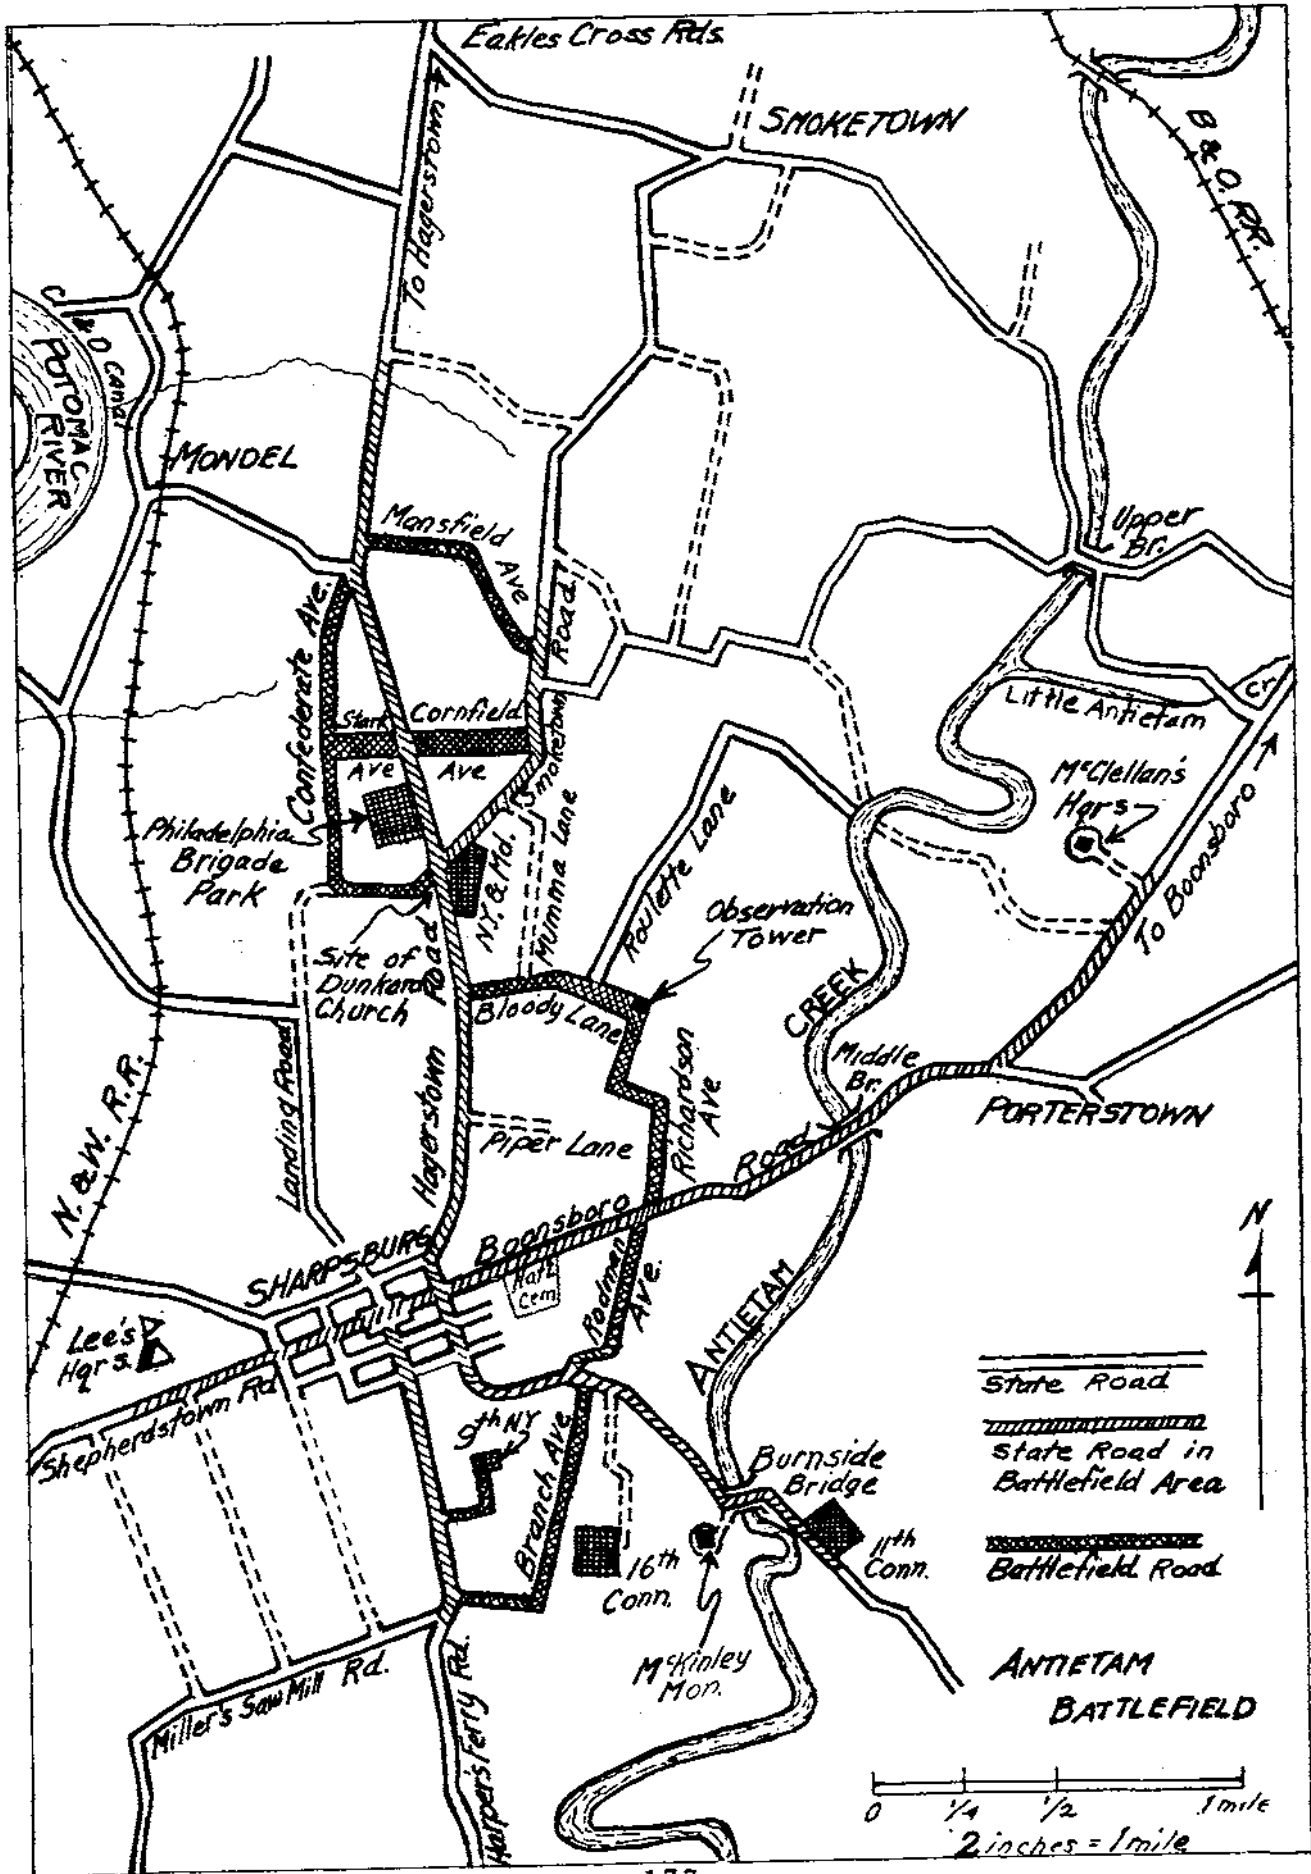 Eakles Cross Rds.
SMOKETOWN
B & O. RR.
To Hagerstown
C & O Canal
POTOMAC
RIVER
MONDEL
Mansfield
Ave
Upper
Br.
Confederate Ave.
Road
Smoketown
Stark
Ave
Cornfield
Ave
Little Antietam
Cr.
McClellan's
Hqrs
To Boonsboro
Philadelphia
Brigade
Park
N.Y. & Md.
Mumma Lane
Roulette Lane
Observation
Tower
Site of
Dunkard
Church
Road
Hagerstown
Bloody Lane
CREEK
Middle
Br.
Richardson
Ave
PORTERSTOWN
Landing Road
Piper Lane
N. & W. R.R.
Boonsboro
Road
SHARPSBURG
Natl
Cem
Rodman
Ave.
ANTIETAM
Lee's
Hqrs.
Shepherdstown Rd.
N
State Road
State Road in
Battlefield Area
Battlefield Road
9th N.Y
Branch Ave
Burnside
Bridge
16th
Conn.
11th
Conn.
McKinley
Mon.
Miller's Saw Mill Rd.
Harper's Ferry Rd.
ANTIETAM
BATTLEFIELD
0 1/4 1/2 1 mile
2 inches = 1 mile